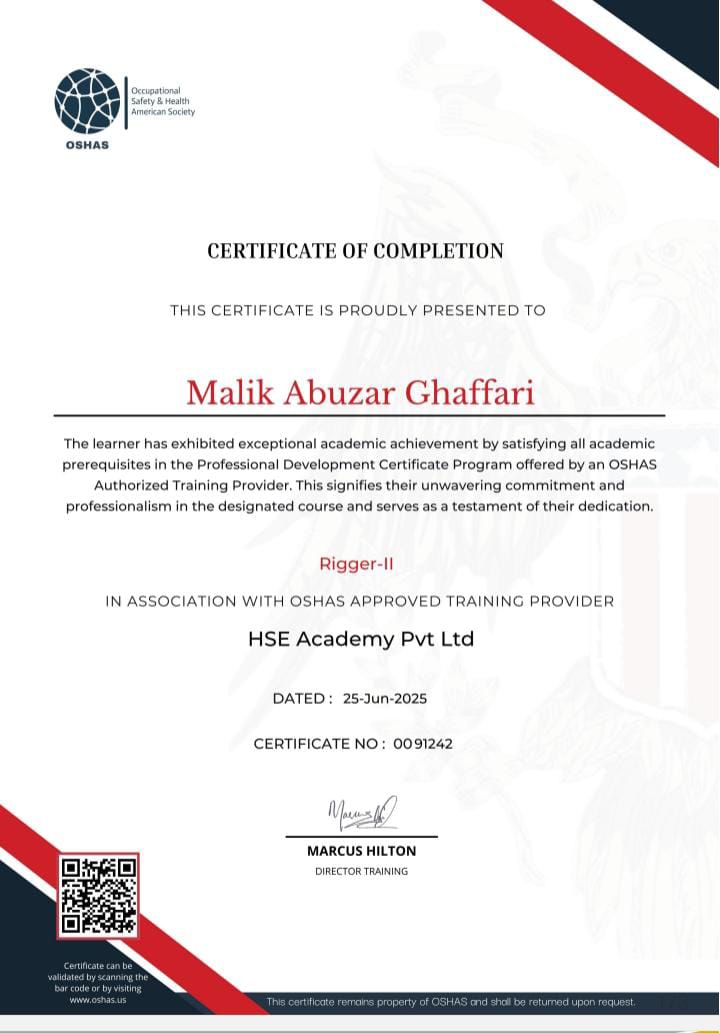 Occupational
Safety & Health
American Society
OSHAS
CERTIFICATE OF COMPLETION
THIS CERTIFICATE IS PROUDLY PRESENTED TO
Malik Abuzar Ghaffari
The learner has exhibited exceptional academic achievement by satisfying all academic
prerequisites in the Professional Development Certificate Program offered by an OSHAS
Authorized Training Provider. This signifies their unwavering commitment and
professionalism in the designated course and serves as a testament of their dedication.
Rigger-II
IN ASSOCIATION WITH OSHAS APPROVED TRAINING PROVIDER
HSE Academy Pvt Ltd
DATED : 25-Jun-2025
CERTIFICATE NO : 0091242
MARCUS HILTON
DIRECTOR TRAINING
Certificate can be
validated by scanning the
bar code or by visiting
www.oshas.us
This certificate remains property of OSHAS and shall be returned upon request.